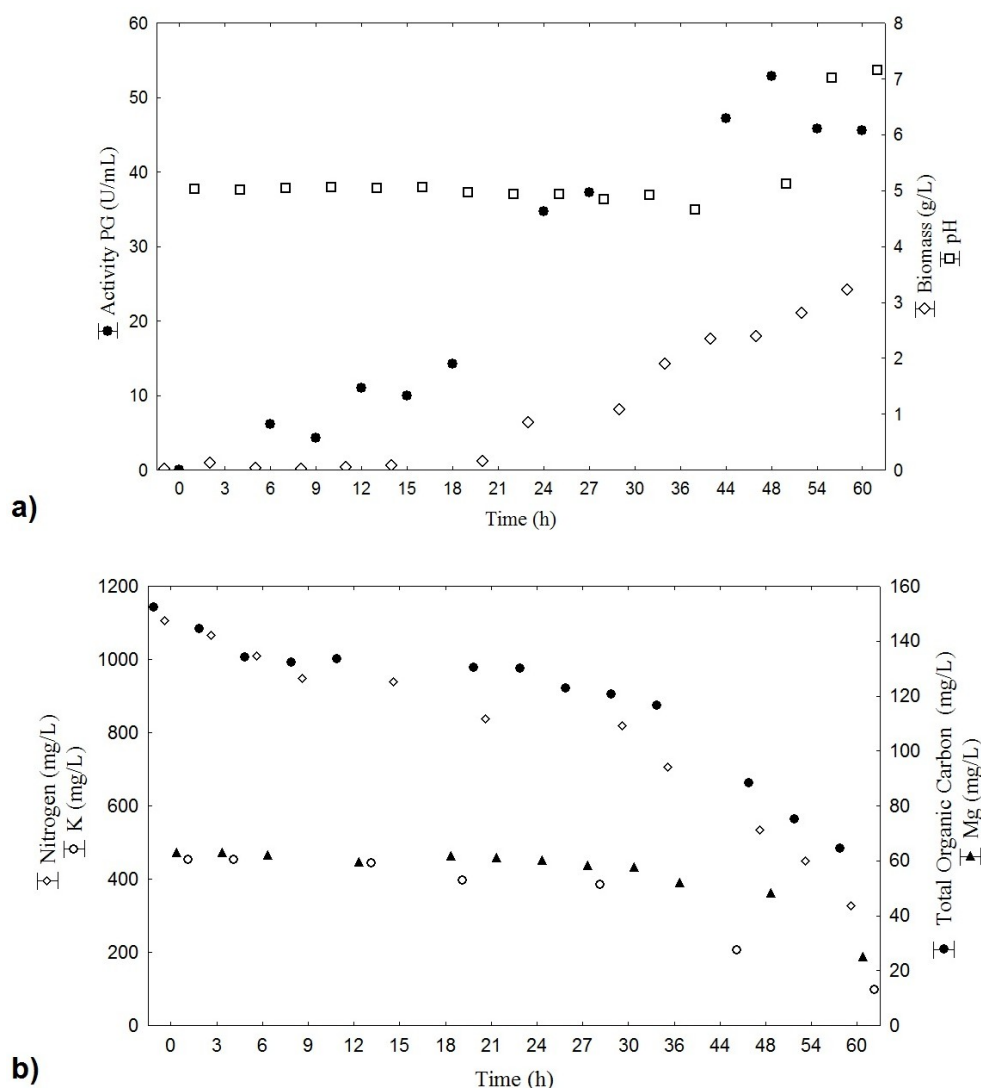 60
50
40
30
20
10
0
Activity PG (U/mL)
8
7
6
5
4
3
2
1
0
Biomass (g/L)
pH
0 3 6 9 12 15 18 21 24 27 30 36 44 48 54 60
Time (h)
a)
1200
1000
800
600
400
200
0
Nitrogen (mg/L)
K (mg/L)
160
140
120
100
80
60
40
20
0
Total Organic Carbon (mg/L)
Mg (mg/L)
0 3 6 9 12 15 18 21 24 27 30 36 44 48 54 60
Time (h)
b)